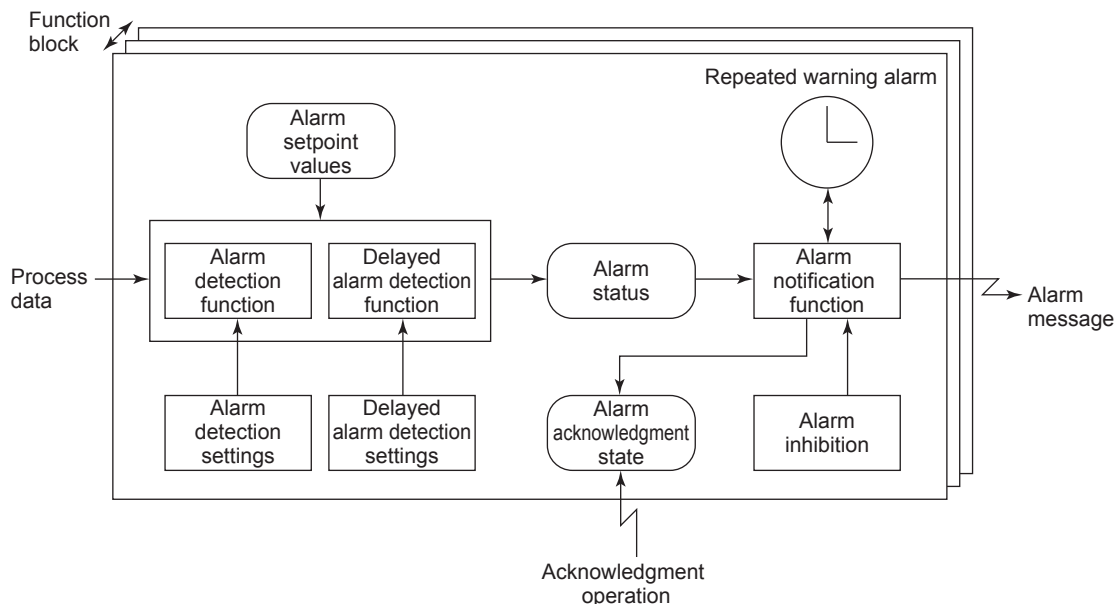 Function
block
Repeated warning alarm
Alarm
setpoint
values
Process
data
Alarm
detection
function
Delayed
alarm detection
function
Alarm
status
Alarm
notification
function
Alarm
message
Alarm
detection
settings
Delayed
alarm detection
settings
Alarm
acknowledgment
state
Alarm
inhibition
Acknowledgment
operation